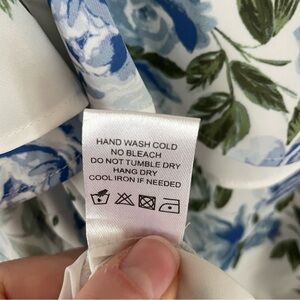 HAND WASH COLD
NO BLEACH
DO NOT TUMBLE DRY
HANG DRY
COOL IRON IF NEEDED